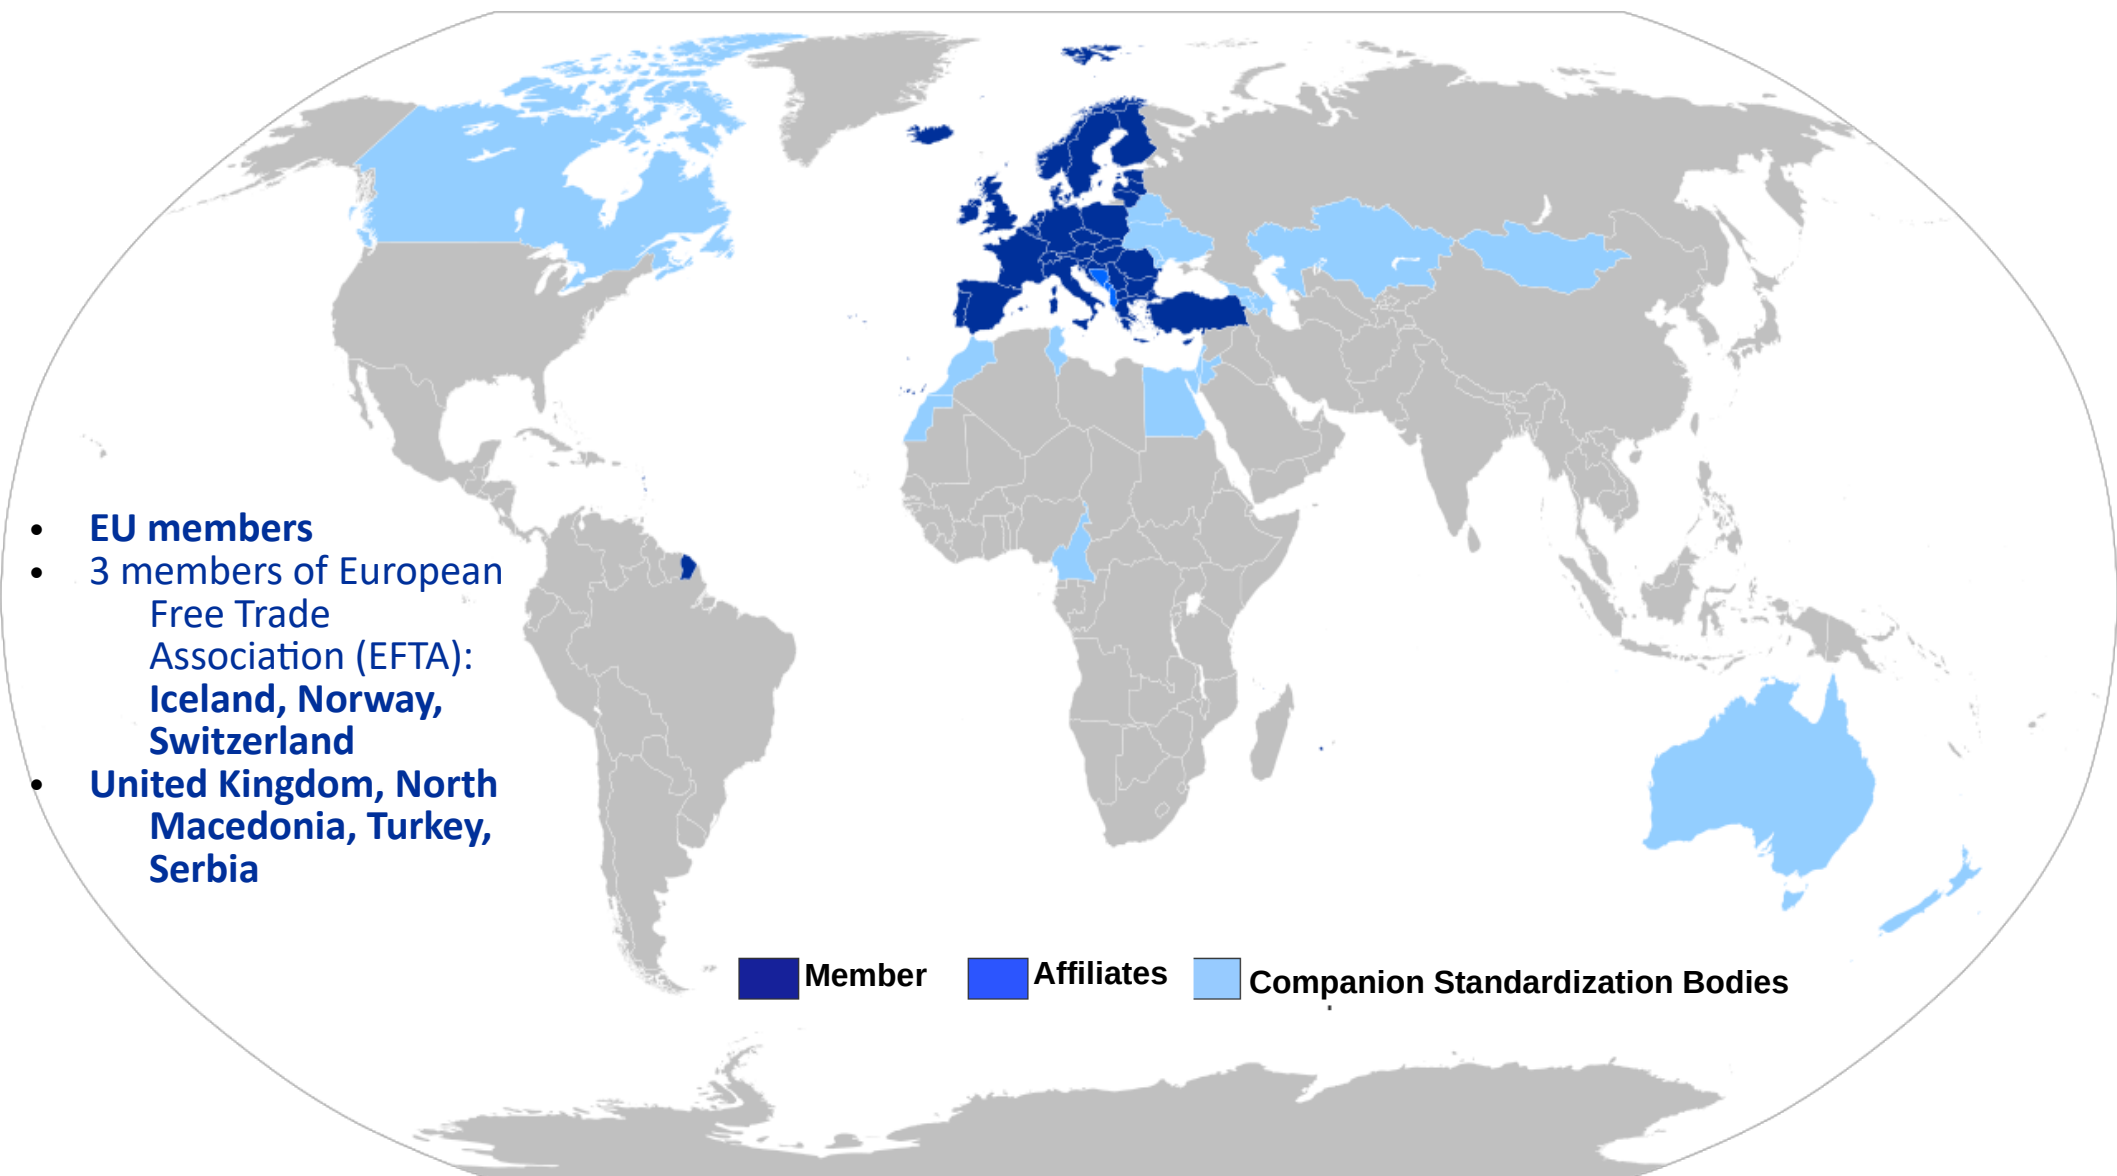 • EU members
• 3 members of European
Free Trade
Association (EFTA):
Iceland, Norway,
Switzerland
• United Kingdom, North
Macedonia, Turkey,
Serbia
Member
Affiliates
Companion Standardization Bodies